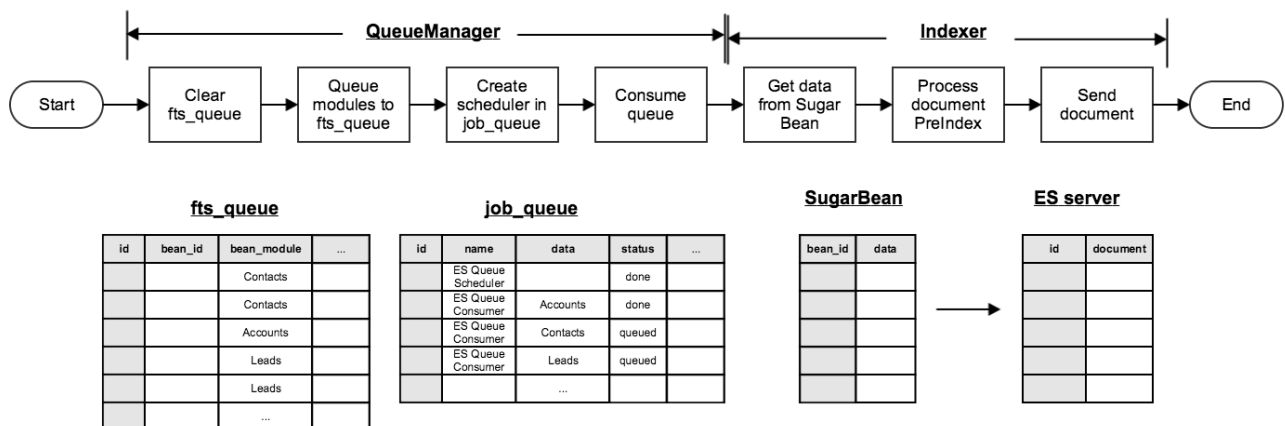 QueueManager
Indexer
Start
Clear
fts_queue
Queue
modules to
fts_queue
Create
scheduler in
job_queue
Consume
queue
Get data
from Sugar
Bean
Process
document
PreIndex
Send
document
End
fts_queue
id bean_id bean_module ...
Contacts
Contacts
Accounts
Leads
Leads
...
job_queue
id name data status ...
ES Queue
Scheduler
done
ES Queue
Consumer
Accounts done
ES Queue
Consumer
Contacts queued
ES Queue
Consumer
Leads queued
...
SugarBean
bean_id data
ES server
id document